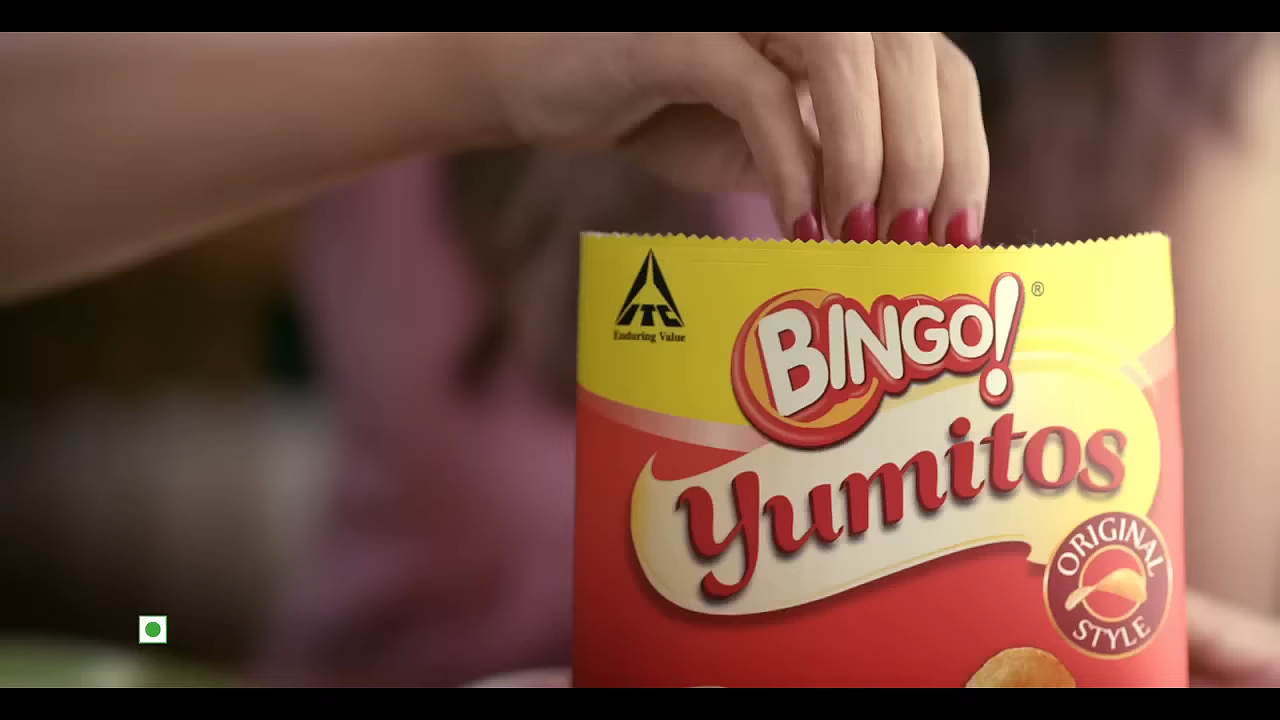 ITC
Enduring Value
BINGO!®
Yumitos
ORIGINAL
STYLE